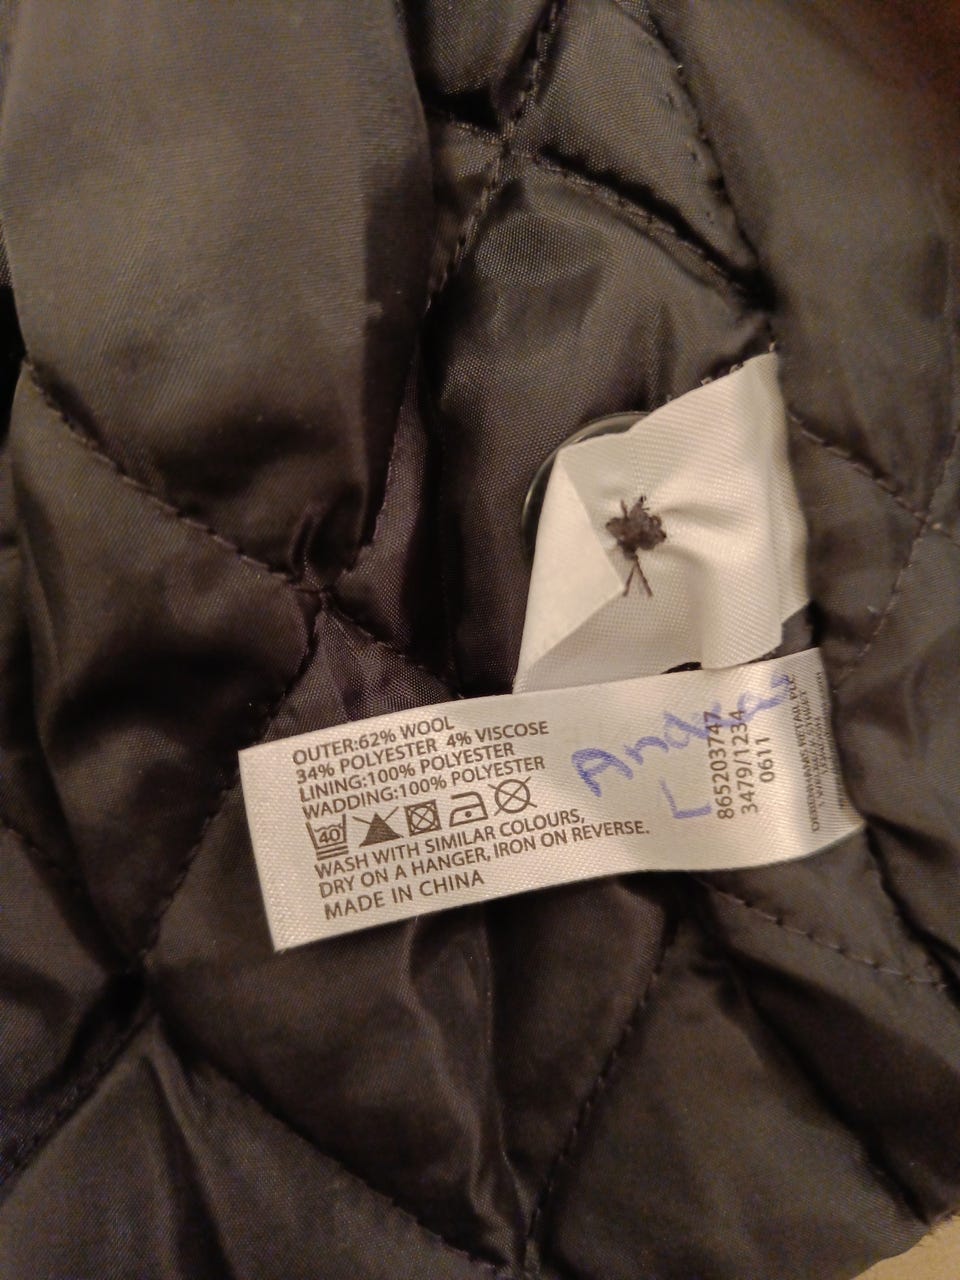 OUTER:62% WOOL
34% POLYESTER 4% VISCOSE
LINING:100% POLYESTER
WADDING:100% POLYESTER
40
WASH WITH SIMILAR COLOURS,
DRY ON A HANGER, IRON ON REVERSE.
MADE IN CHINA
L
865203747
3479/1234
0611